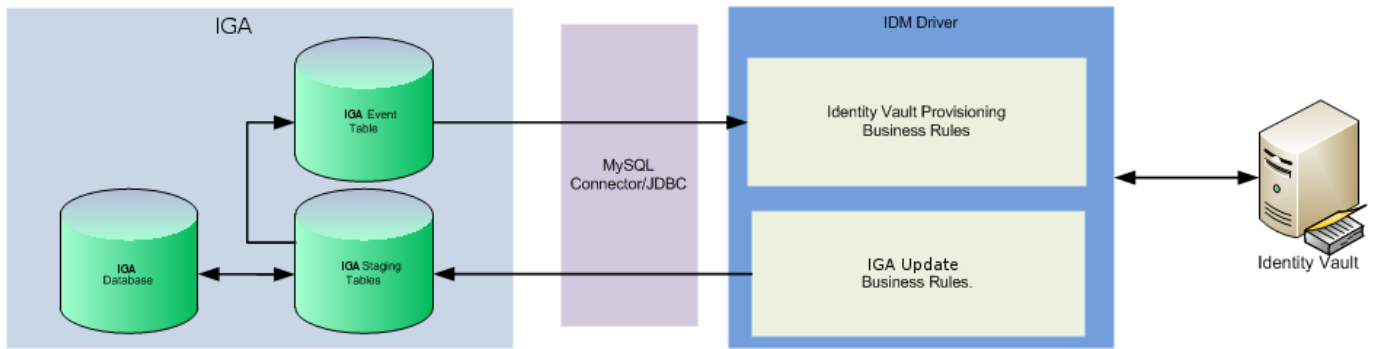 IGA
IGA Event
Table
IGA
Database
IGA Staging
Tables
MySQL
Connector/JDBC
IDM Driver
Identity Vault Provisioning
Business Rules
IGA Update
Business Rules.
Identity Vault